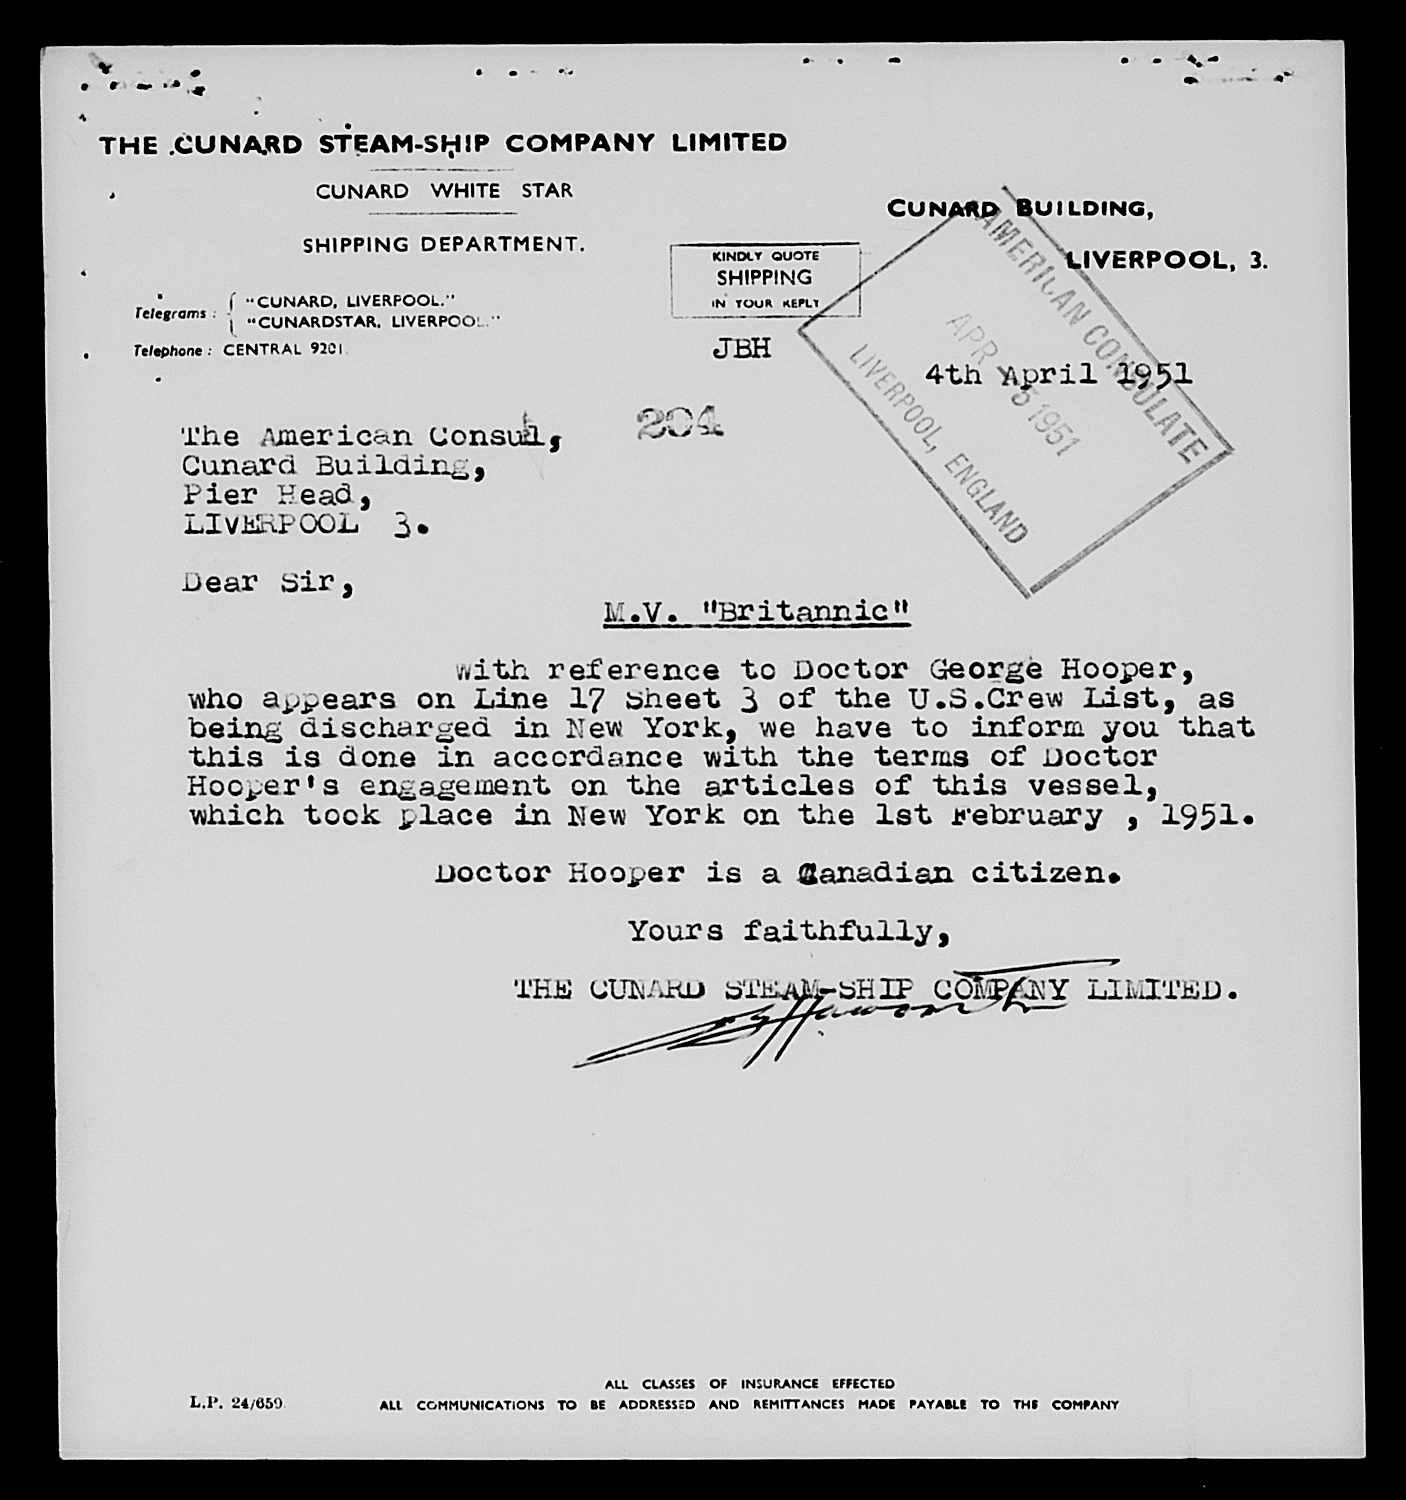 THE CUNARD STEAM-SHIP COMPANY LIMITED
CUNARD WHITE STAR
SHIPPING DEPARTMENT.
CUNARD BUILDING,
LIVERPOOL, 3.
KINDLY QUOTE
SHIPPING
IN YOUR REPLY
Telegrams : "CUNARD, LIVERPOOL."
"CUNARDSTAR, LIVERPOOL."
Telephone : CENTRAL 9201.
JBH
AMERICAN CONSULATE
APR 5 1951
LIVERPOOL, ENGLAND
4th April 1951
204
The American Consul,
Cunard Building,
Pier Head,
LIVERPOOL 3.
Dear Sir,
M.V. "Britannic"
With reference to Doctor George Hooper,
who appears on Line 17 Sheet 3 of the U.S.Crew List, as
being discharged in New York, we have to inform you that
this is done in accordance with the terms of Doctor
Hooper's engagement on the articles of this vessel,
which took place in New York on the 1st February , 1951.
Doctor Hooper is a Canadian citizen.
Yours faithfully,
THE CUNARD STEAM-SHIP COMPANY LIMITED.
ALL CLASSES OF INSURANCE EFFECTED
L.P. 24/659.
ALL COMMUNICATIONS TO BE ADDRESSED AND REMITTANCES MADE PAYABLE TO THE COMPANY